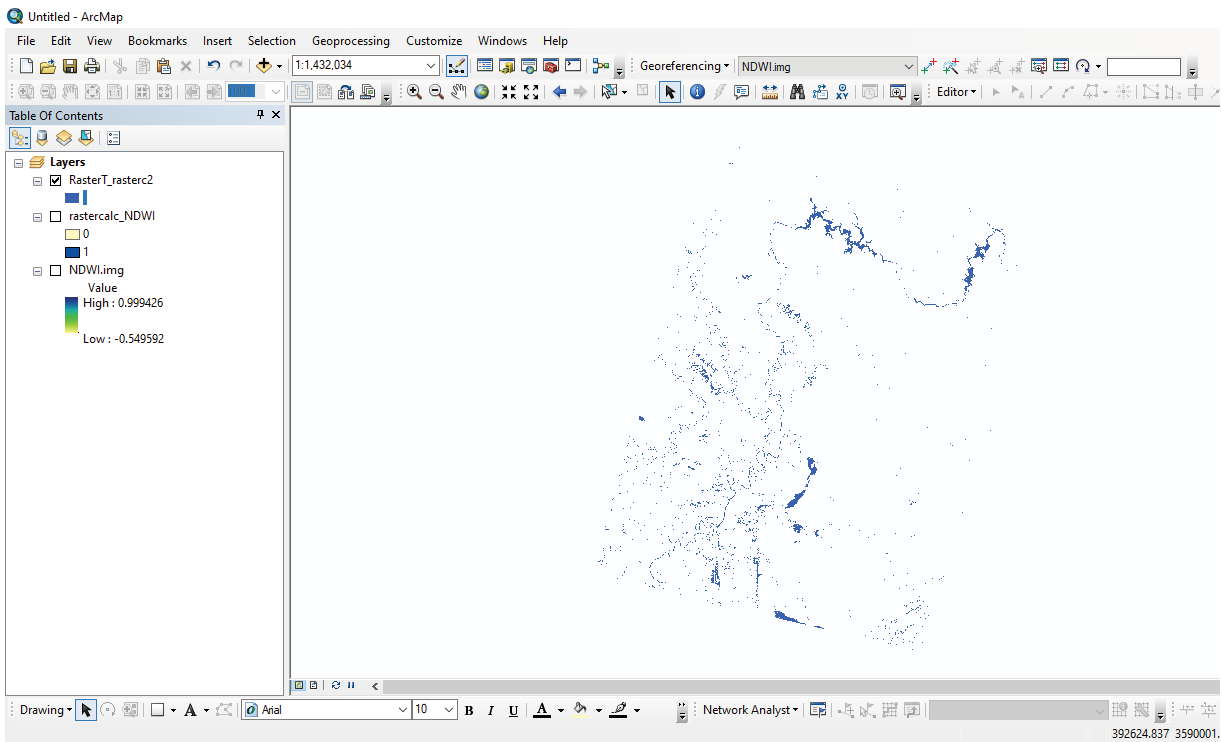 Untitled - ArcMap
File Edit View Bookmarks Insert Selection Geoprocessing Customize Windows Help
1:1,432,034 Georeferencing NDWI.img
100% Editor
Table Of Contents
Layers
RasterT_rasterc2
rastercalc_NDWI
0
1
NDWI.img
Value
High : 0.999426
Low : -0.549592
Drawing A Arial 10 B I U A Network Analyst
392624.837 3590001.